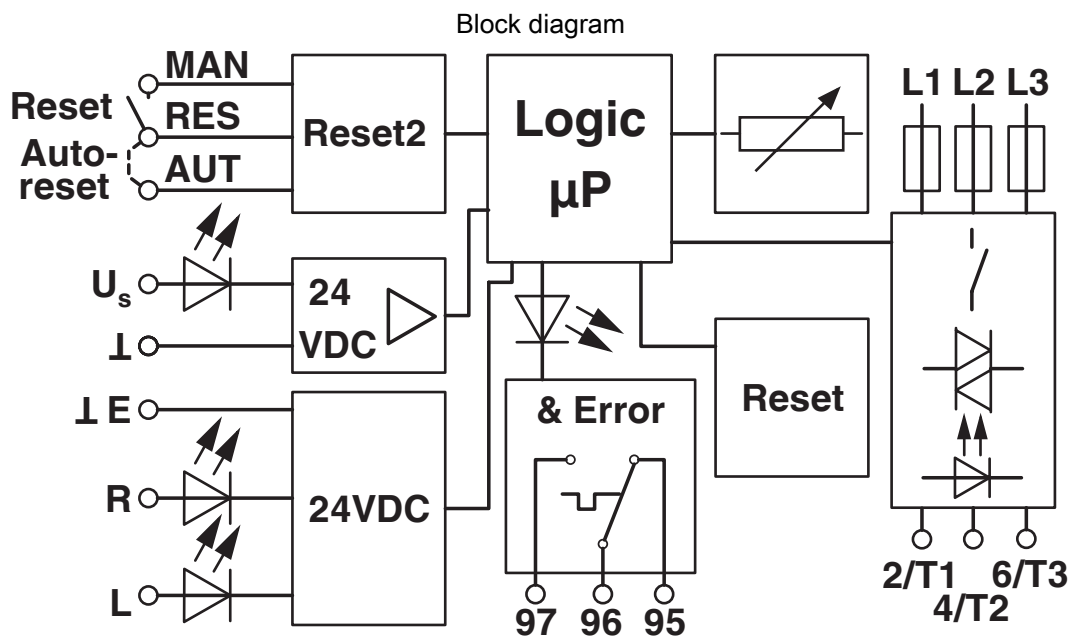 Block diagram
MAN
Reset
RES
Auto-
reset
AUT
Reset2
Logic
µP
L1 L2 L3
Us
24
VDC
⊥
⊥ E
R
L
24VDC
& Error
Reset
97 96 95
2/T1
4/T2
6/T3